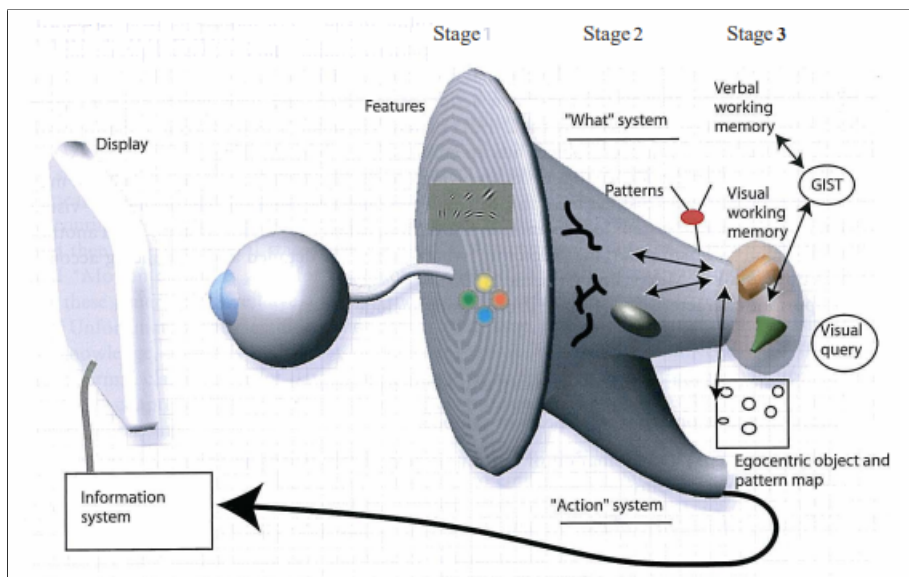 Stage 1
Stage 2
Stage 3
Features
Display
"What" system
Verbal
working
memory
GIST
Patterns
Visual
working
memory
Visual
query
Egocentric object and
pattern map
Information
system
"Action" system